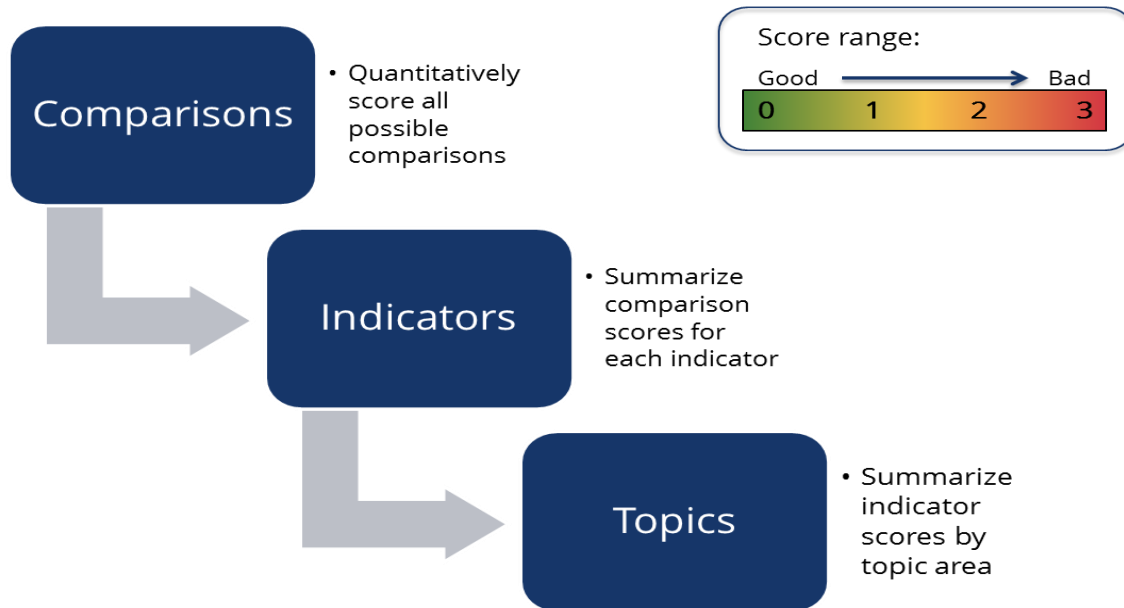 Comparisons
• Quantitatively
score all
possible
comparisons
Score range:
Good Bad
0 1 2 3
Indicators
• Summarize
comparison
scores for
each indicator
Topics
• Summarize
indicator
scores by
topic area